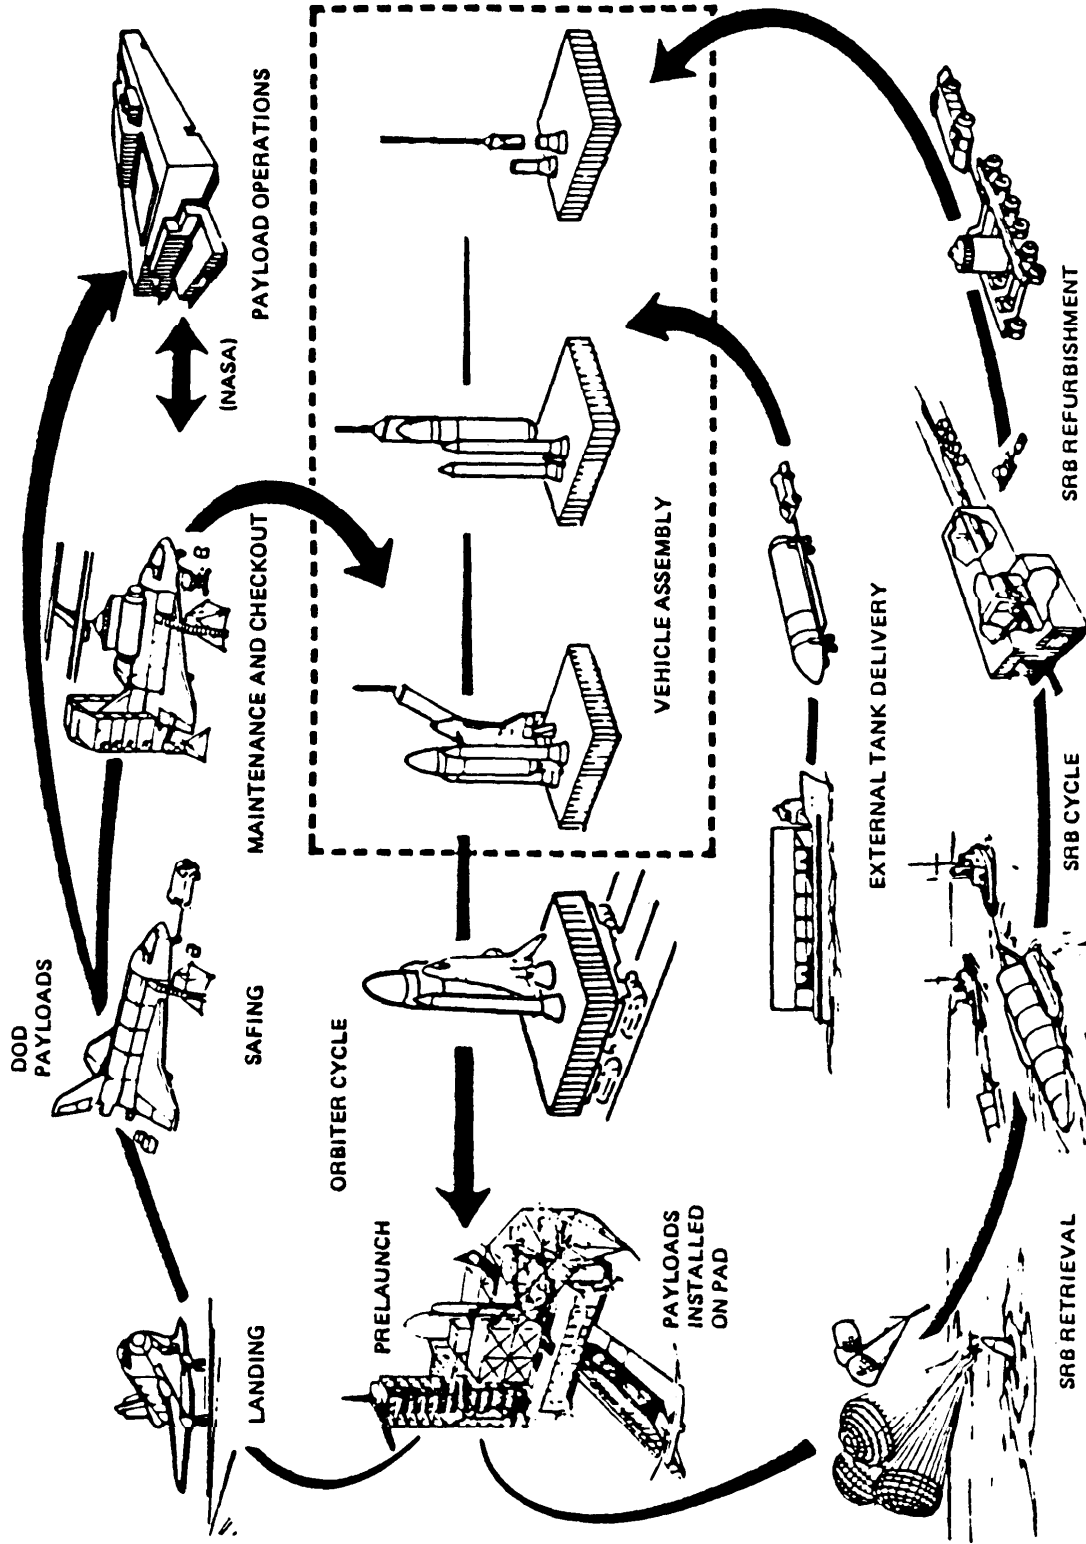 DOD
PAYLOADS
LANDING
SAFING
MAINTENANCE AND CHECKOUT
(NASA)
PAYLOAD OPERATIONS
ORBITER CYCLE
PRELAUNCH
VEHICLE ASSEMBLY
PAYLOADS
INSTALLED
ON PAD
EXTERNAL TANK DELIVERY
SRB RETRIEVAL
SRB CYCLE
SRB REFURBISHMENT